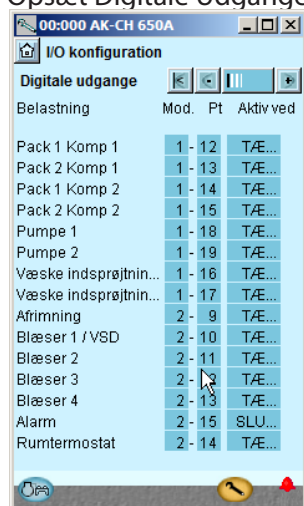 Opsæt Digitale Udgange
00:000 AK-CH 650A
I/O konfiguration
Digitale udgange
Belastning Mod. Pt Aktiv ved
Pack 1 Komp 1 1 - 12 TÆ...
Pack 2 Komp 1 1 - 13 TÆ...
Pack 1 Komp 2 1 - 14 TÆ...
Pack 2 Komp 2 1 - 15 TÆ...
Pumpe 1 1 - 18 TÆ...
Pumpe 2 1 - 19 TÆ...
Væske indsprøjtnin... 1 - 16 TÆ...
Væske indsprøjtnin... 1 - 17 TÆ...
Afrimning 2 - 9 TÆ...
Blæser 1 / VSD 2 - 10 TÆ...
Blæser 2 2 - 11 TÆ...
Blæser 3 2 - TÆ...
Blæser 4 2 - 13 TÆ...
Alarm 2 - 15 SLU...
Rumtermostat 2 - 14 TÆ...